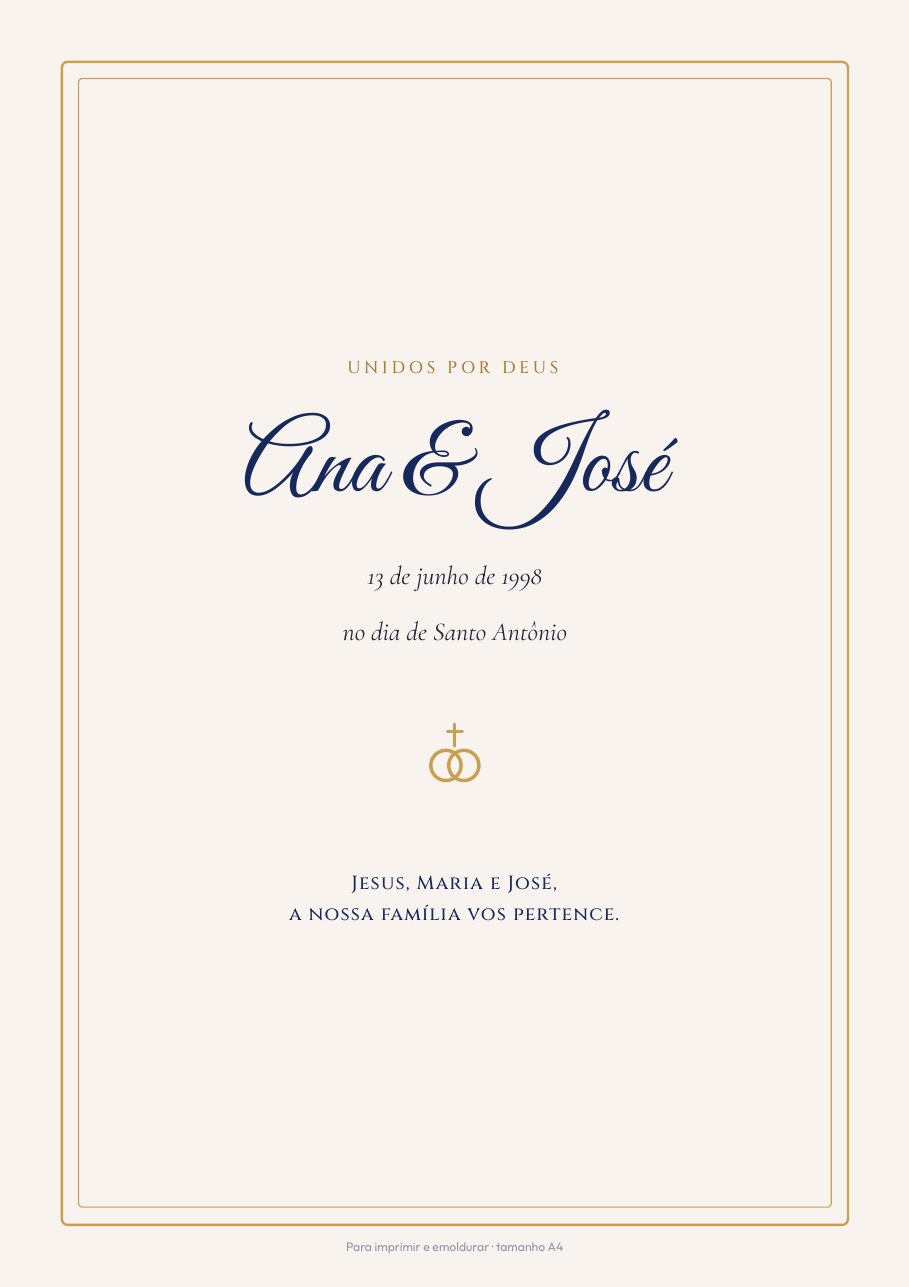 UNIDOS POR DEUS
Ana & José
13 de junho de 1998
no dia de Santo Antônio
Jesus, Maria e José,
a nossa família vos pertence.
Para imprimir e emoldurar · tamanho A4